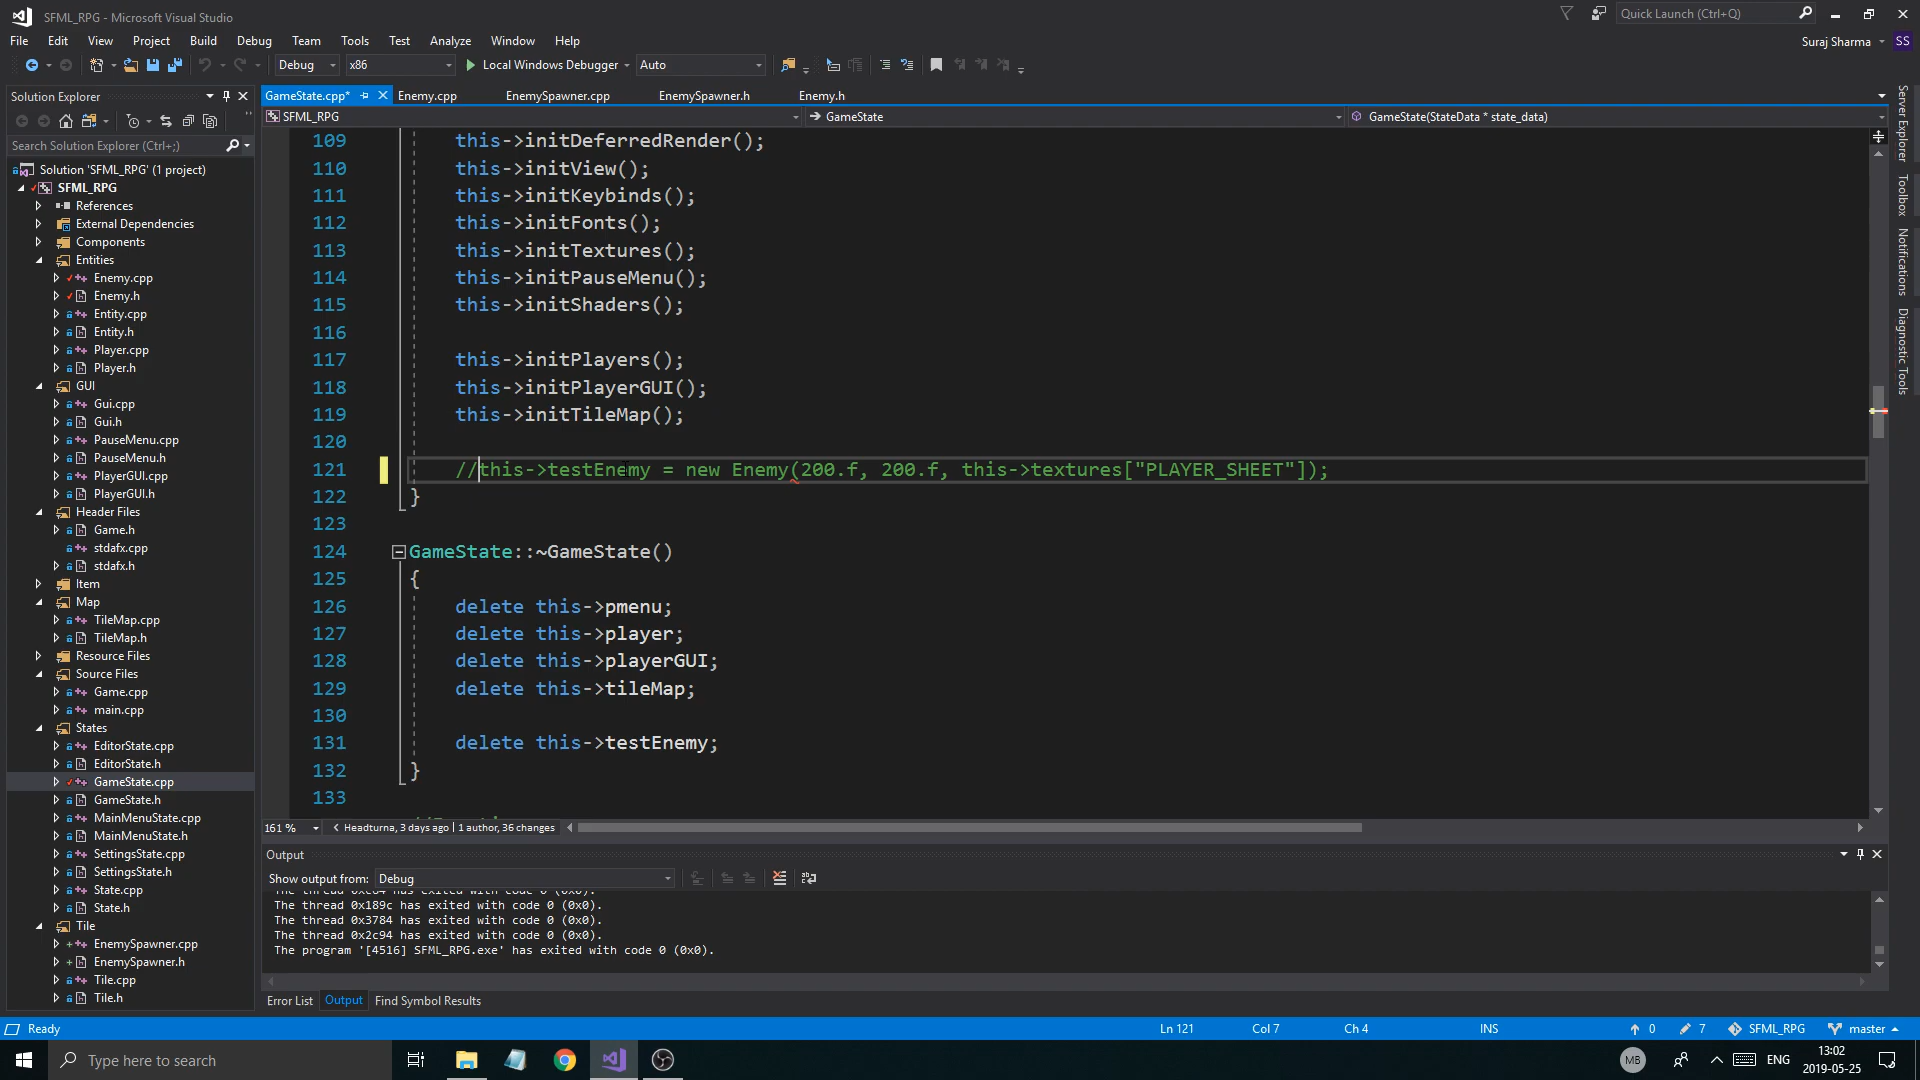 SFML_RPG - Microsoft Visual Studio
Quick Launch (Ctrl+Q)
File Edit View Project Build Debug Team Tools Test Analyze Window Help
Suraj Sharma SS
Debug x86 Local Windows Debugger Auto
Solution Explorer
GameState.cpp* Enemy.cpp EnemySpawner.cpp EnemySpawner.h Enemy.h
SFML_RPG GameState GameState(StateData * state_data)
Search Solution Explorer (Ctrl+;)
Solution 'SFML_RPG' (1 project)
SFML_RPG
References
External Dependencies
Components
Entities
Enemy.cpp
Enemy.h
Entity.cpp
Entity.h
Player.cpp
Player.h
GUI
Gui.cpp
Gui.h
PauseMenu.cpp
PauseMenu.h
PlayerGUI.cpp
PlayerGUI.h
Header Files
Game.h
stdafx.cpp
stdafx.h
Item
Map
TileMap.cpp
TileMap.h
Resource Files
Source Files
Game.cpp
main.cpp
States
EditorState.cpp
EditorState.h
GameState.cpp
GameState.h
MainMenuState.cpp
MainMenuState.h
SettingsState.cpp
SettingsState.h
State.cpp
State.h
Tile
EnemySpawner.cpp
EnemySpawner.h
Tile.cpp
Tile.h
109 this->initDeferredRender();
110 this->initView();
111 this->initKeybinds();
112 this->initFonts();
113 this->initTextures();
114 this->initPauseMenu();
115 this->initShaders();
116
117 this->initPlayers();
118 this->initPlayerGUI();
119 this->initTileMap();
120
121 //this->testEnemy = new Enemy(200.f, 200.f, this->textures["PLAYER_SHEET"]);
122 }
123
124 GameState::~GameState()
125 {
126 delete this->pmenu;
127 delete this->player;
128 delete this->playerGUI;
129 delete this->tileMap;
130
131 delete this->testEnemy;
132 }
133
161 % Headturna, 3 days ago | 1 author, 36 changes
Output
Show output from: Debug
The thread 0x189c has exited with code 0 (0x0).
The thread 0x3784 has exited with code 0 (0x0).
The thread 0x2c94 has exited with code 0 (0x0).
The program '[4516] SFML_RPG.exe' has exited with code 0 (0x0).
Error List Output Find Symbol Results
Server Explorer
Toolbox
Notifications
Diagnostic Tools
Ready Ln 121 Col 7 Ch 4 INS 0 7 SFML_RPG master
Type here to search
MB ENG
13:02
2019-05-25